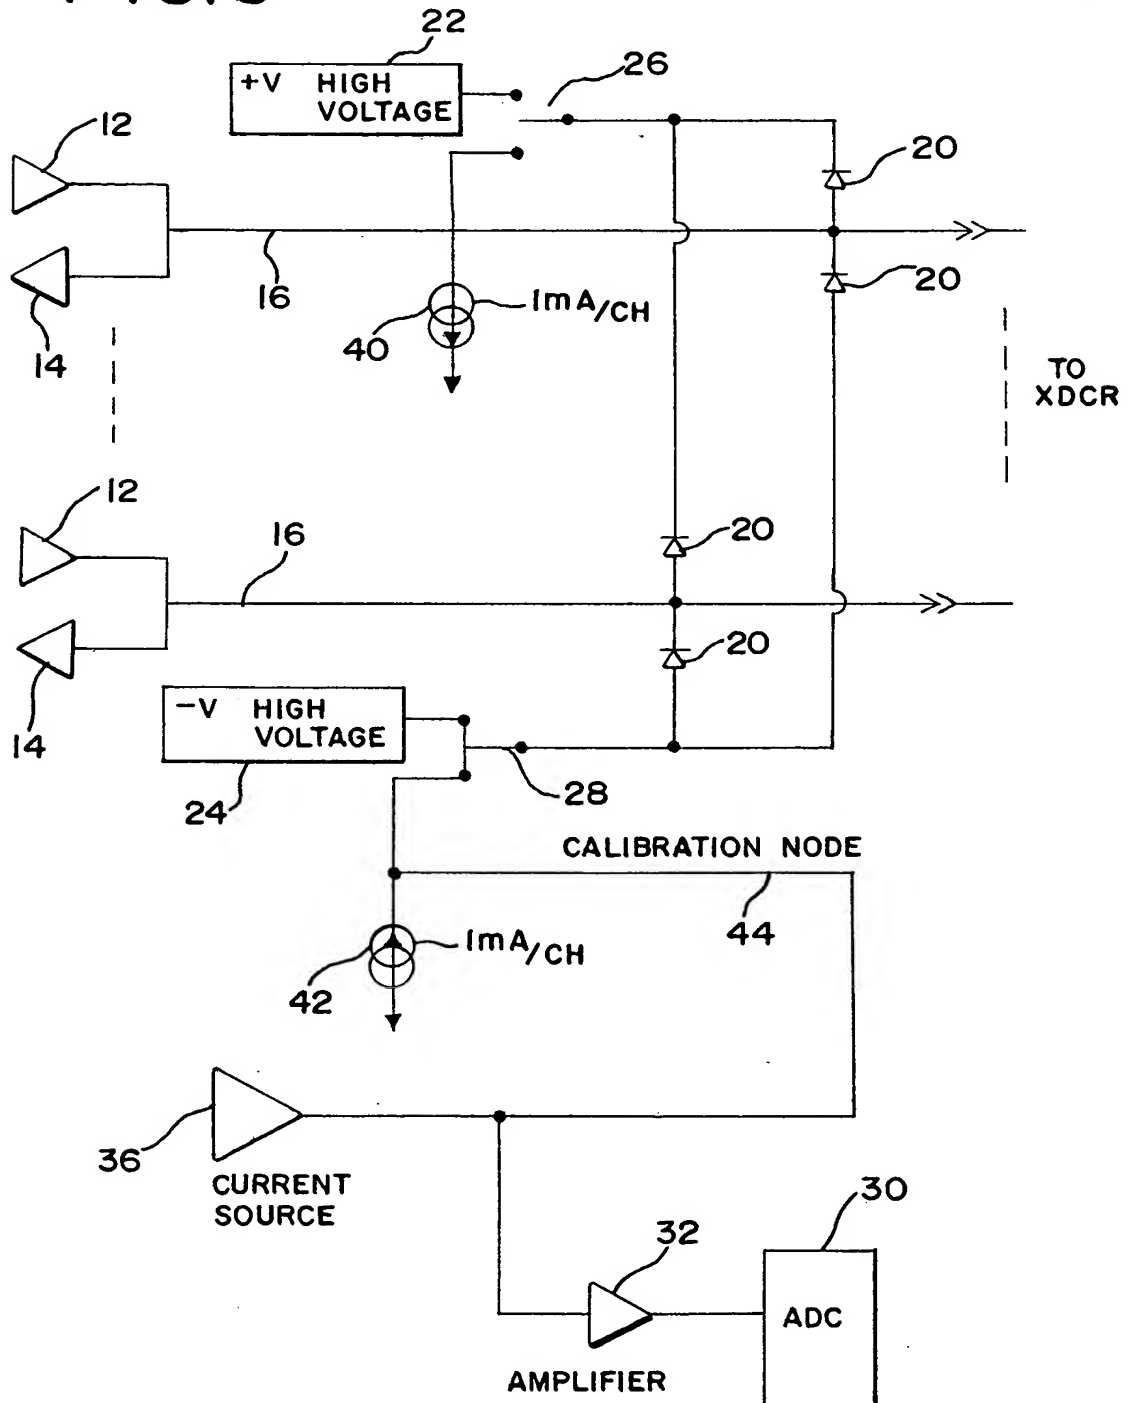 22
+V HIGH
VOLTAGE
26
12
20
20
16
1mA/CH
40
14
TO
XDCR
12
16
20
20
14
-V HIGH
VOLTAGE
24
28
CALIBRATION NODE
44
1mA/CH
42
36
CURRENT
SOURCE
30
32
ADC
AMPLIFIER